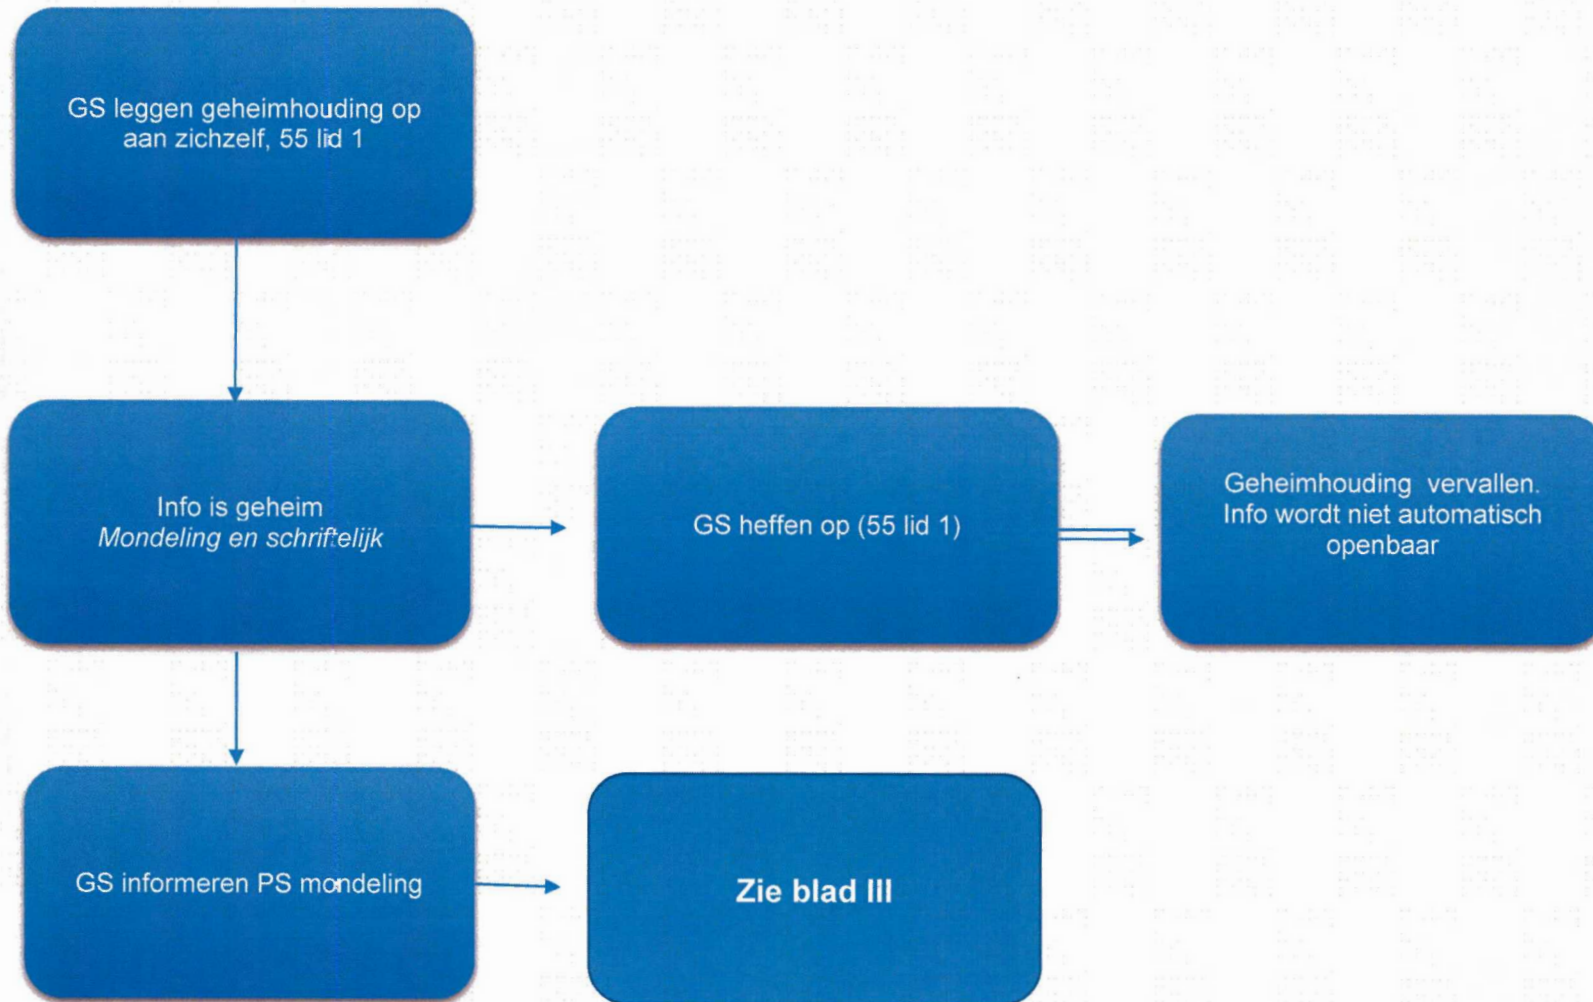 GS leggen geheimhouding op
aan zichzelf, 55 lid 1
Info is geheim
Mondeling en schriftelijk
GS heffen op (55 lid 1)
Geheimhouding vervallen.
Info wordt niet automatisch
openbaar
GS informeren PS mondeling
Zie blad III